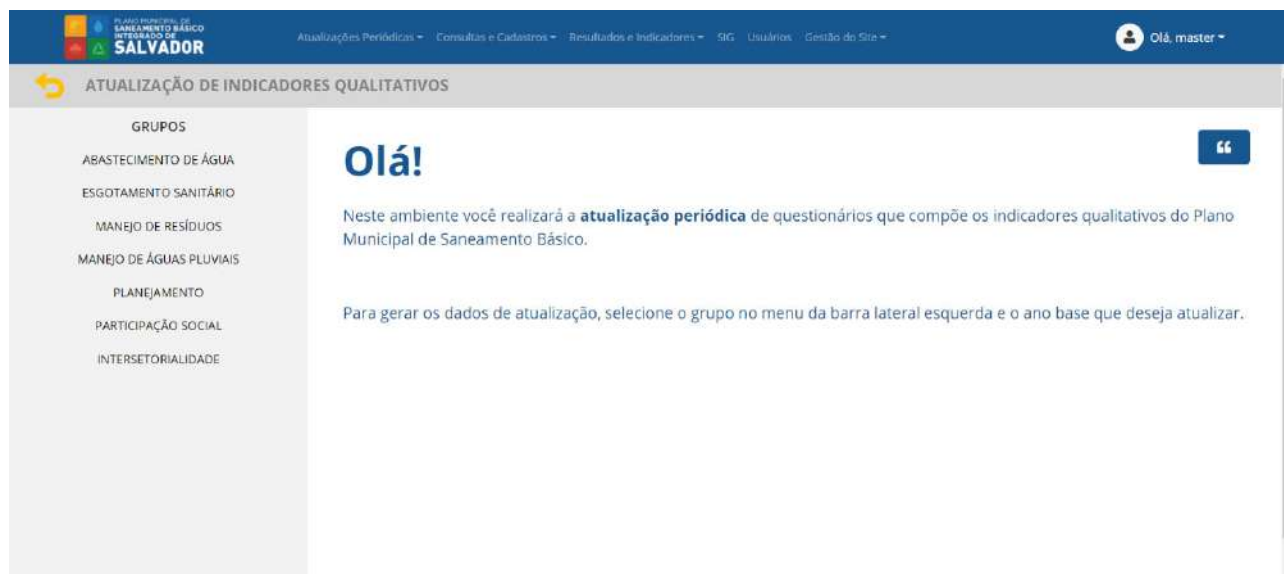 PLANO MUNICIPAL DE
SANEAMENTO BÁSICO
INTEGRADO DE
SALVADOR
Atualizações Periódicas Consultas e Cadastros Resultados e Indicadores SIG Usuários Gestão do Site
Olá, master
ATUALIZAÇÃO DE INDICADORES QUALITATIVOS
GRUPOS
ABASTECIMENTO DE ÁGUA
ESGOTAMENTO SANITÁRIO
MANEJO DE RESÍDUOS
MANEJO DE ÁGUAS PLUVIAIS
PLANEJAMENTO
PARTICIPAÇÃO SOCIAL
INTERSETORIALIDADE
Olá!
Neste ambiente você realizará a atualização periódica de questionários que compõe os indicadores qualitativos do Plano
Municipal de Saneamento Básico.
Para gerar os dados de atualização, selecione o grupo no menu da barra lateral esquerda e o ano base que deseja atualizar.